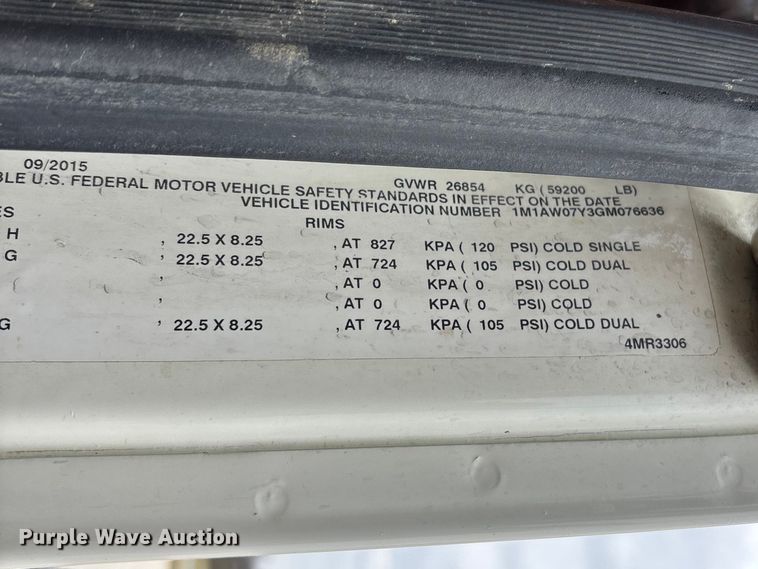 09/2015 GVWR 26854 KG ( 59200 LB)
BLE U.S. FEDERAL MOTOR VEHICLE SAFETY STANDARDS IN EFFECT ON THE DATE
VEHICLE IDENTIFICATION NUMBER 1M1AW07Y3GM076636
ES RIMS
H , 22.5 X 8.25 , AT 827 KPA ( 120 PSI) COLD SINGLE
G , 22.5 X 8.25 , AT 724 KPA ( 105 PSI) COLD DUAL
, , AT 0 KPA ( 0 PSI) COLD
, , AT 0 KPA ( 0 PSI) COLD
G , 22.5 X 8.25 , AT 724 KPA ( 105 PSI) COLD DUAL
4MR3306
Purple Wave Auction